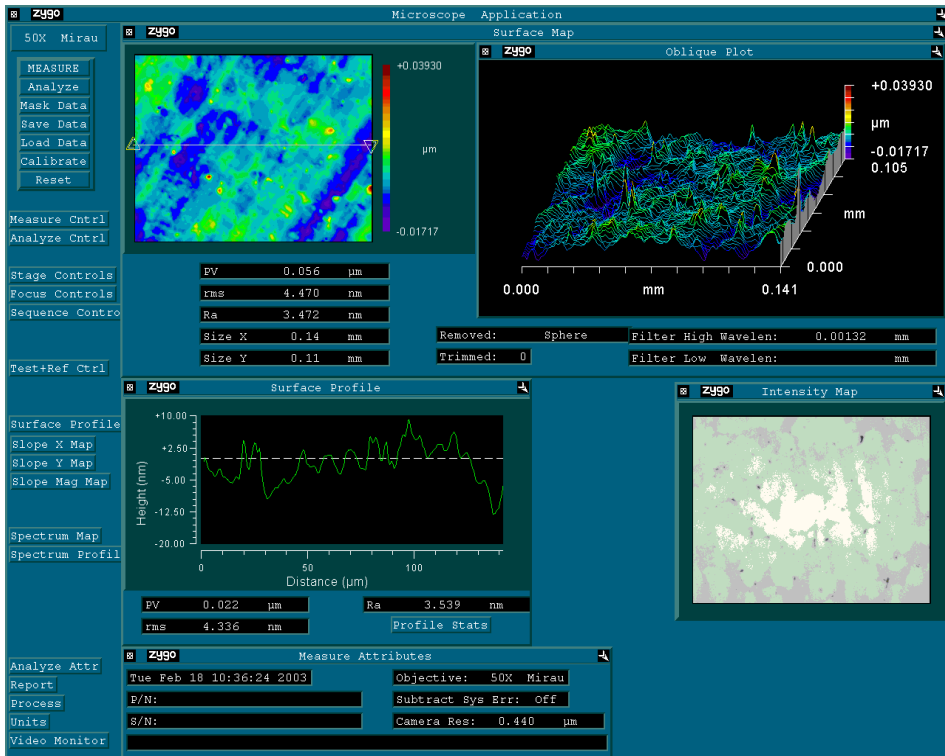 zygo Microscope Application
50X Mirau
MEASURE
Analyze
Mask Data
Save Data
Load Data
Calibrate
Reset
Measure Cntrl
Analyze Cntrl
Stage Controls
Focus Controls
Sequence Contro
Test+Ref Ctrl
Surface Profile
Slope X Map
Slope Y Map
Slope Mag Map
Spectrum Map
Spectrum Profil
Analyze Attr
Report
Process
Units
Video Monitor
zygo Surface Map
+0.03930
µm
-0.01717
PV 0.056 µm
rms 4.470 nm
Ra 3.472 nm
Size X 0.14 mm
Size Y 0.11 mm
zygo Oblique Plot
+0.03930
µm
-0.01717
0.105
mm
0.000
0.000 mm 0.141
Removed: Sphere
Trimmed: 0
Filter High Wavelen: 0.00132 mm
Filter Low Wavelen: mm
zygo Surface Profile
+10.00
+2.50
-5.00
-12.50
-20.00
Height (nm)
0 50 100
Distance (µm)
PV 0.022 µm
rms 4.336 nm
Ra 3.539 nm
Profile Stats
zygo Intensity Map
zygo Measure Attributes
Tue Feb 18 10:36:24 2003
P/N:
S/N:
Objective: 50X Mirau
Subtract Sys Err: Off
Camera Res: 0.440 µm